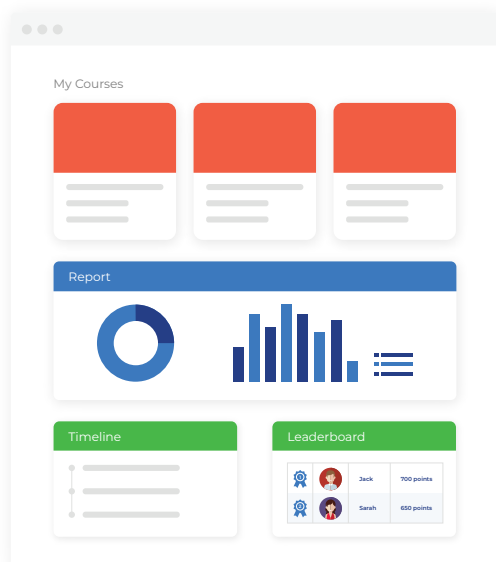 My Courses
Report
Timeline
Leaderboard
Jack 700 points
Sarah 650 points